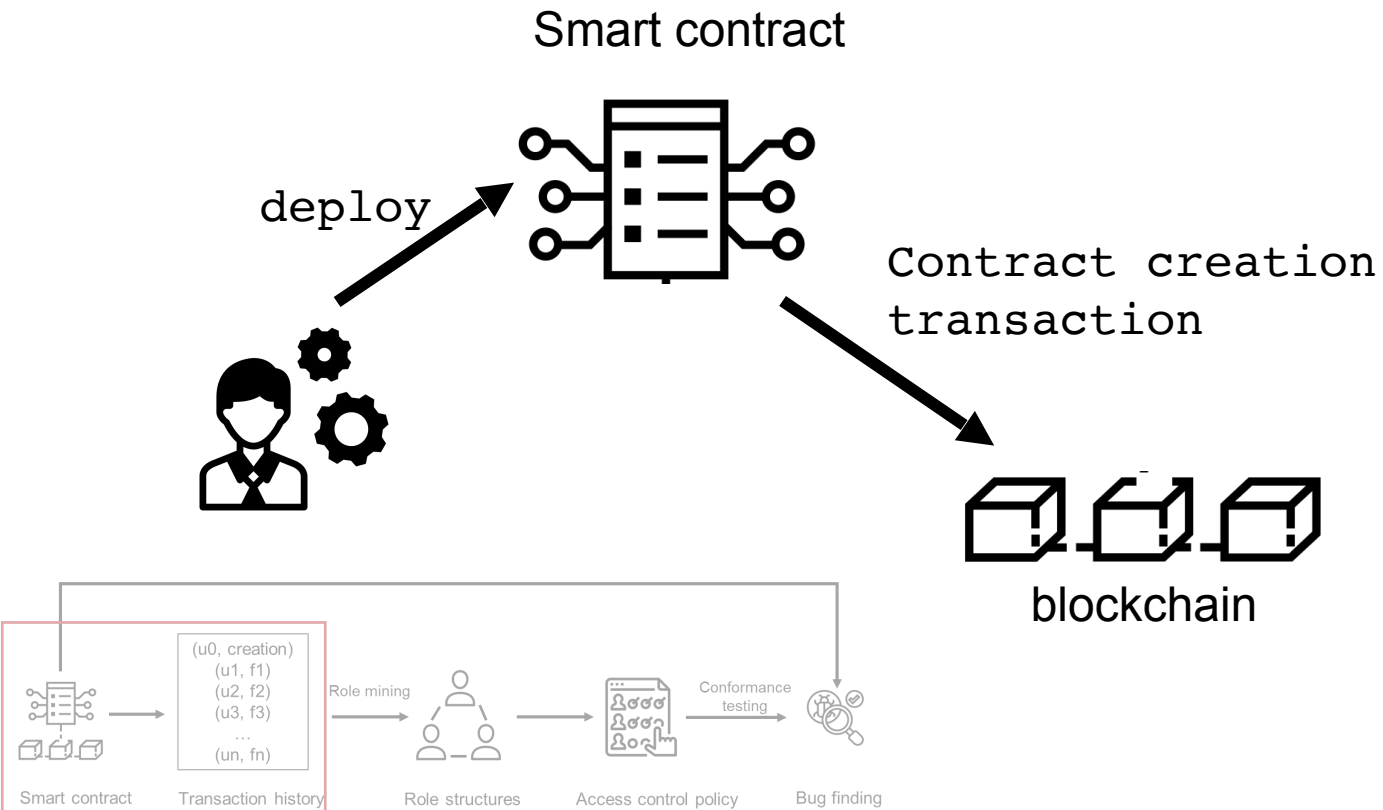 Smart contract
deploy
Contract creation
transaction
blockchain
(u0, creation)
(u1, f1)
(u2, f2)
(u3, f3)
...
(un, fn)
Role mining
Conformance
testing
Smart contract
Transaction history
Role structures
Access control policy
Bug finding